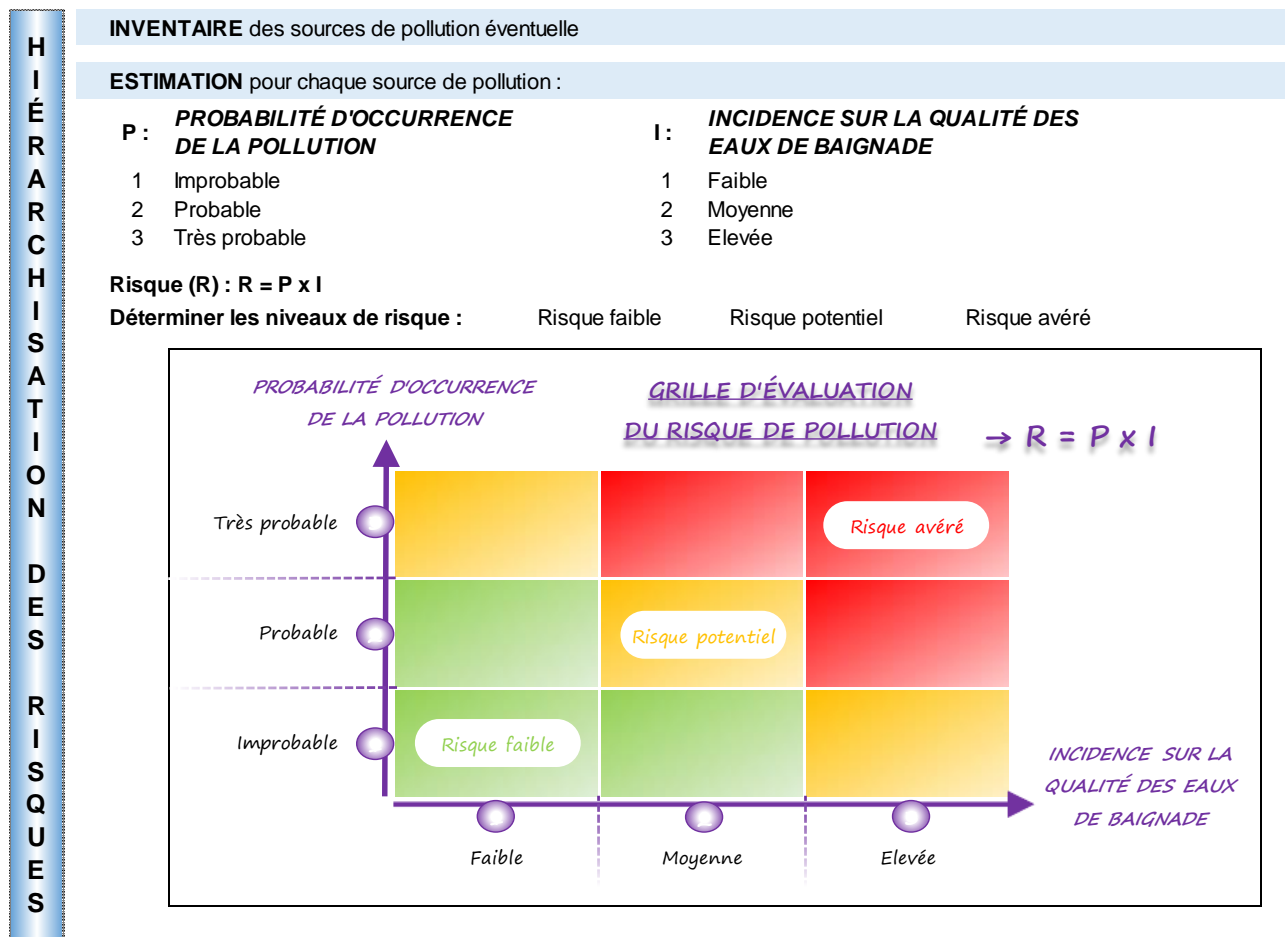 HIÉRARCHISATION DES RISQUES
INVENTAIRE des sources de pollution éventuelle
ESTIMATION pour chaque source de pollution :
P : PROBABILITÉ D'OCCURRENCE
DE LA POLLUTION
1 Improbable
2 Probable
3 Très probable
I : INCIDENCE SUR LA QUALITÉ DES
EAUX DE BAIGNADE
1 Faible
2 Moyenne
3 Elevée
Risque (R) : R = P x I
Déterminer les niveaux de risque : Risque faible Risque potentiel Risque avéré
PROBABILITÉ D'OCCURRENCE
DE LA POLLUTION
GRILLE D'ÉVALUATION
DU RISQUE DE POLLUTION → R = P x I
Très probable
Risque avéré
Probable
Risque potentiel
Improbable
Risque faible
INCIDENCE SUR LA
QUALITÉ DES EAUX
DE BAIGNADE
Faible
Moyenne
Elevée